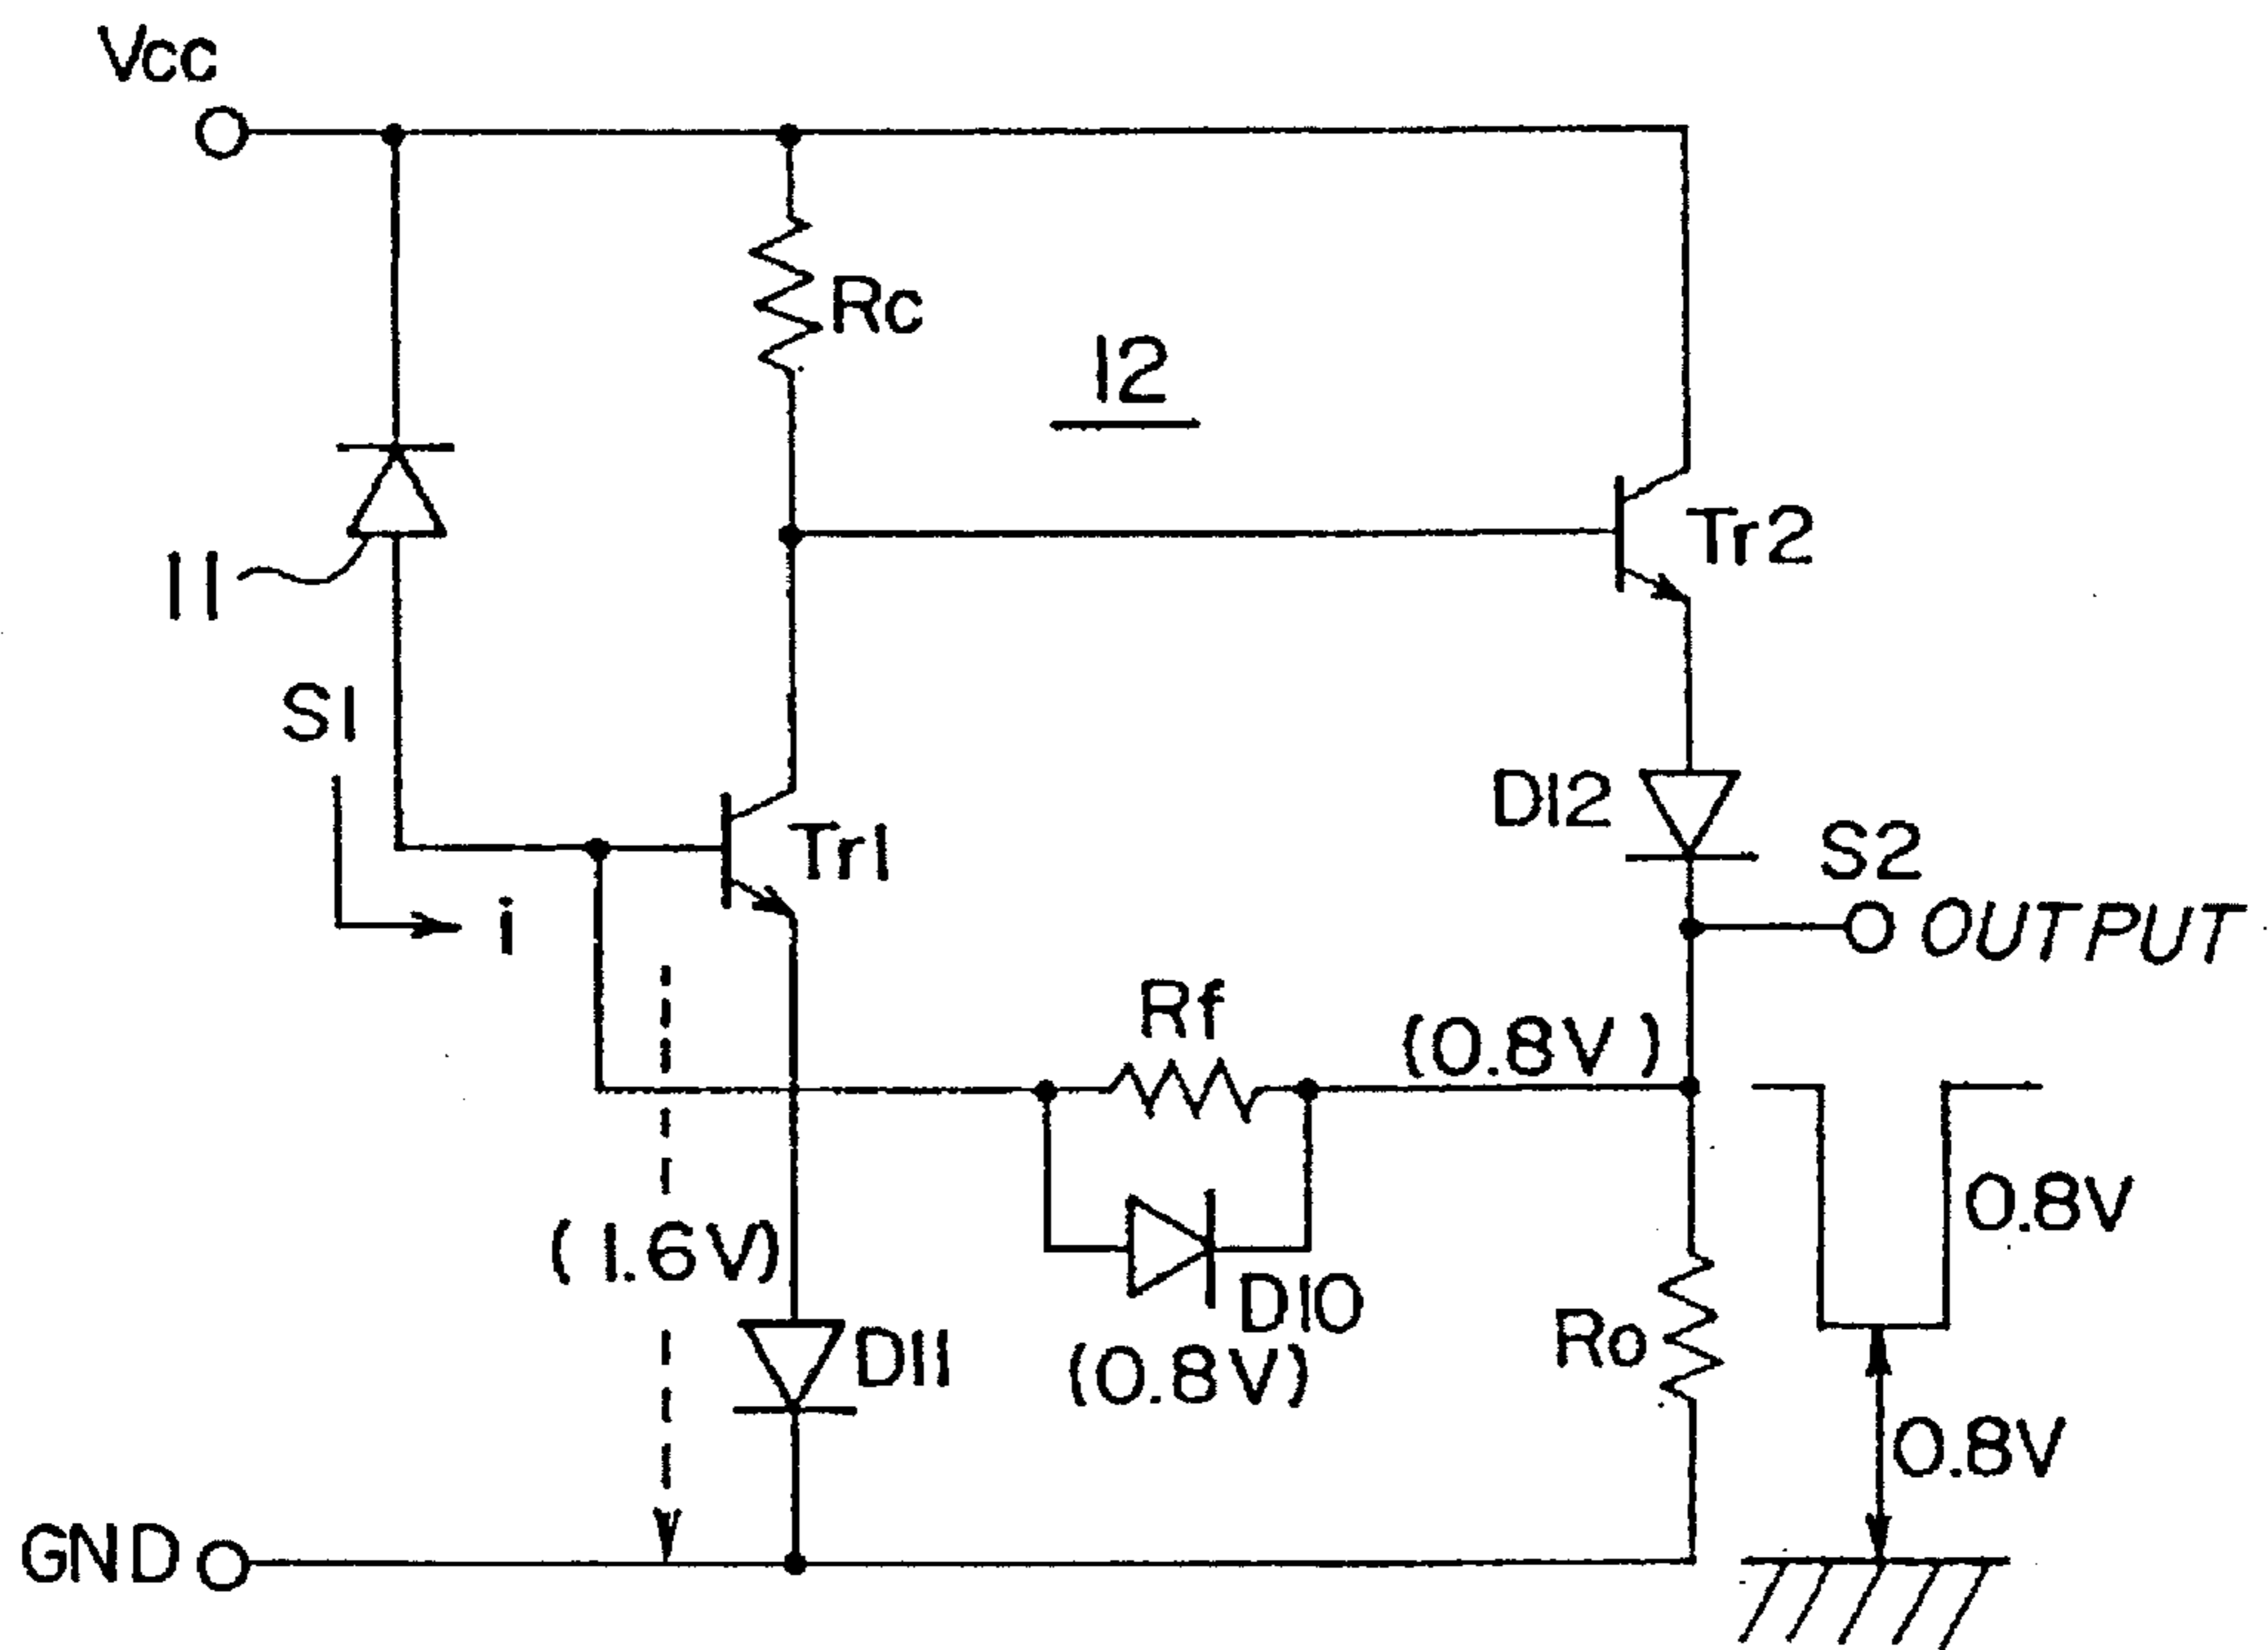 Vcc
Rc
12
Tr2
11
S1
D12
S2
Tr1
OUTPUT
i
Rf
(0.8V)
0.8V
(1.6V)
D10
D11
(0.8V)
Ro
0.8V
GND